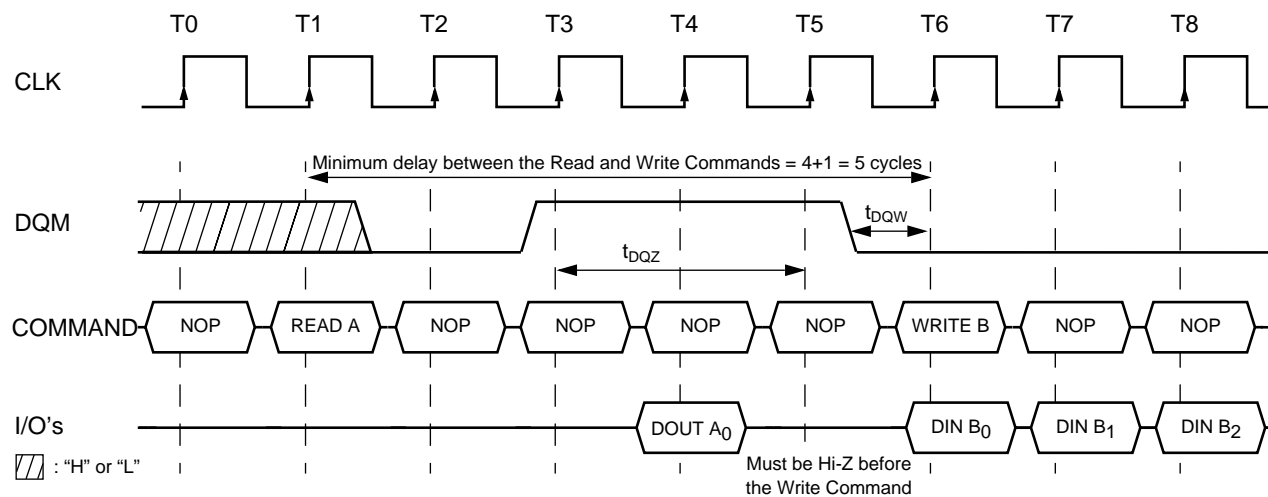 T0 T1 T2 T3 T4 T5 T6 T7 T8
CLK
Minimum delay between the Read and Write Commands = 4+1 = 5 cycles
DQM
tDQW
tDQZ
COMMAND NOP READ A NOP NOP NOP NOP WRITE B NOP NOP
I/O's DOUT A0 DIN B0 DIN B1 DIN B2
: “H” or “L”
Must be Hi-Z before
the Write Command